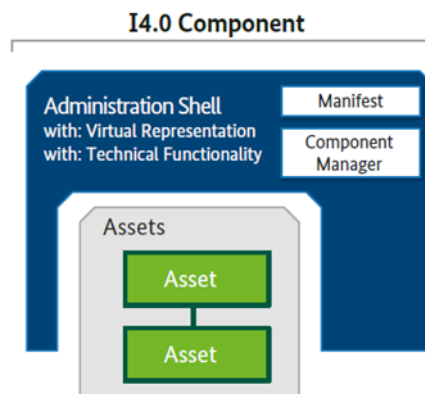 I4.0 Component
Administration Shell
with: Virtual Representation
with: Technical Functionality
Manifest
Component
Manager
Assets
Asset
Asset